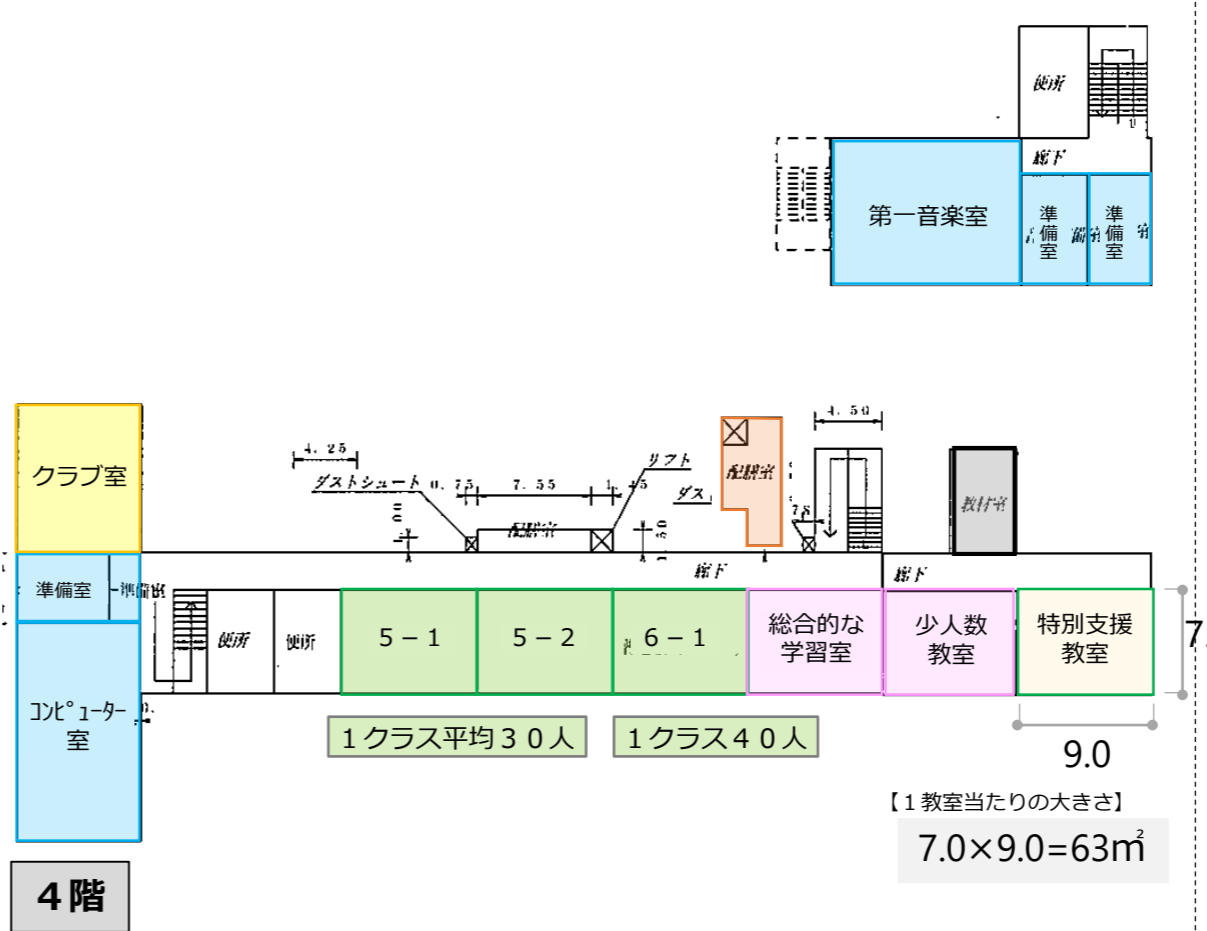 便所
廊下
第一音楽室
準備室
準備室
クラブ室
4.25
ダストシュート
0.75
7.55
リフト
ダス
配膳室
4.50
教材室
配膳室
1.50
準備室
準備室
廊下
廊下
便所
便所
5－1
5－2
6－1
総合的な
学習室
少人数
教室
特別支援
教室
7.
ｺﾝﾋﾟｭｰﾀｰ
室
1クラス平均30人
1クラス40人
9.0
【1教室当たりの大きさ】
7.0×9.0=63㎡
4階